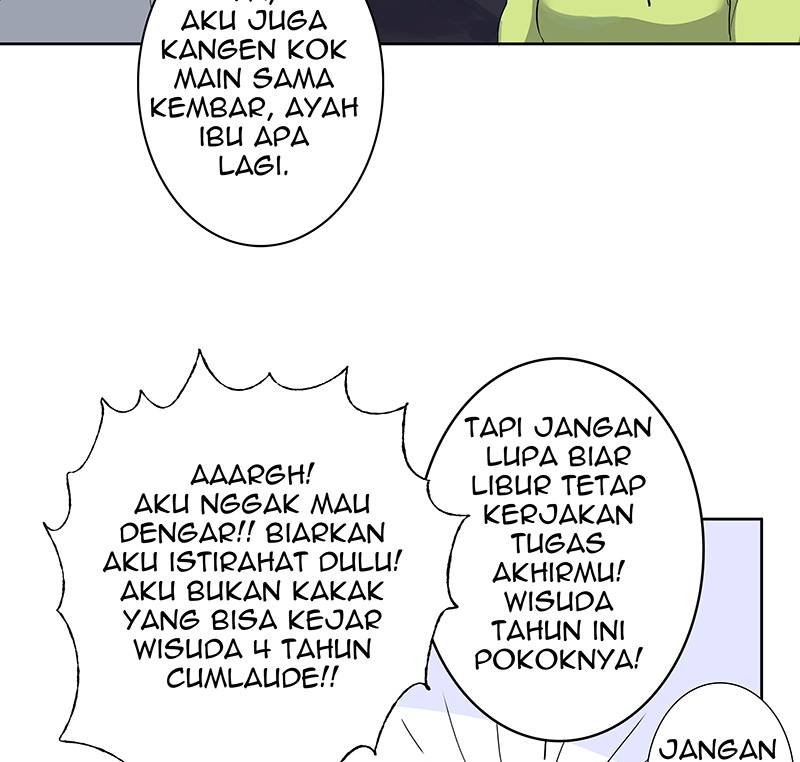 AKU JUGA
KANGEN KOK
MAIN SAMA
KEMBAR, AYAH
IBU APA
LAGI.
TAPI JANGAN
LUPA BIAR
LIBUR TETAP
KERJAKAN
TUGAS
AKHIRMU!
WISUDA
TAHUN INI
POKOKNYA!
AAARGH!
AKU NGGAK MAU
DENGAR!! BIARKAN
AKU ISTIRAHAT DULU!
AKU BUKAN KAKAK
YANG BISA KEJAR
WISUDA 4 TAHUN
CUMLAUDE!!
JANGAN